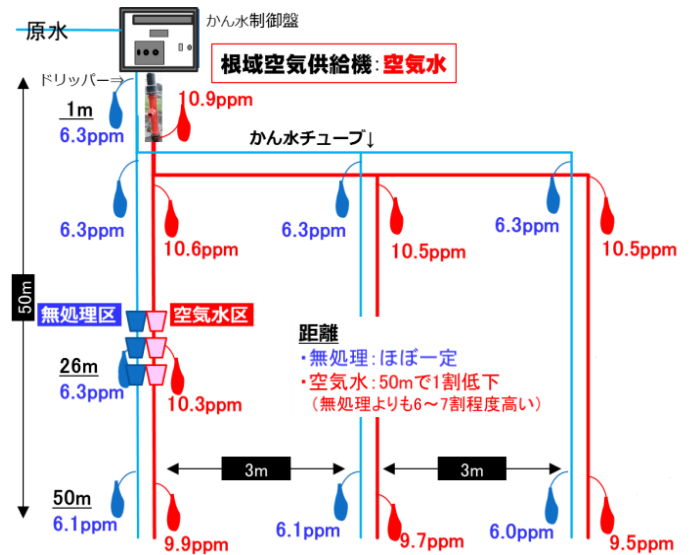 原水
かん水制御盤
根域空気供給機:空気水
ドリッパー⇒
1m
6.3ppm
10.9ppm
かん水チューブ↓
6.3ppm
10.6ppm
6.3ppm
10.5ppm
6.3ppm
10.5ppm
50m
無処理区
空気水区
26m
6.3ppm
10.3ppm
距離
・無処理:ほぼ一定
・空気水:50mで1割低下
(無処理よりも6～7割程度高い)
3m
3m
50m
6.1ppm
9.9ppm
6.1ppm
9.7ppm
6.0ppm
9.5ppm